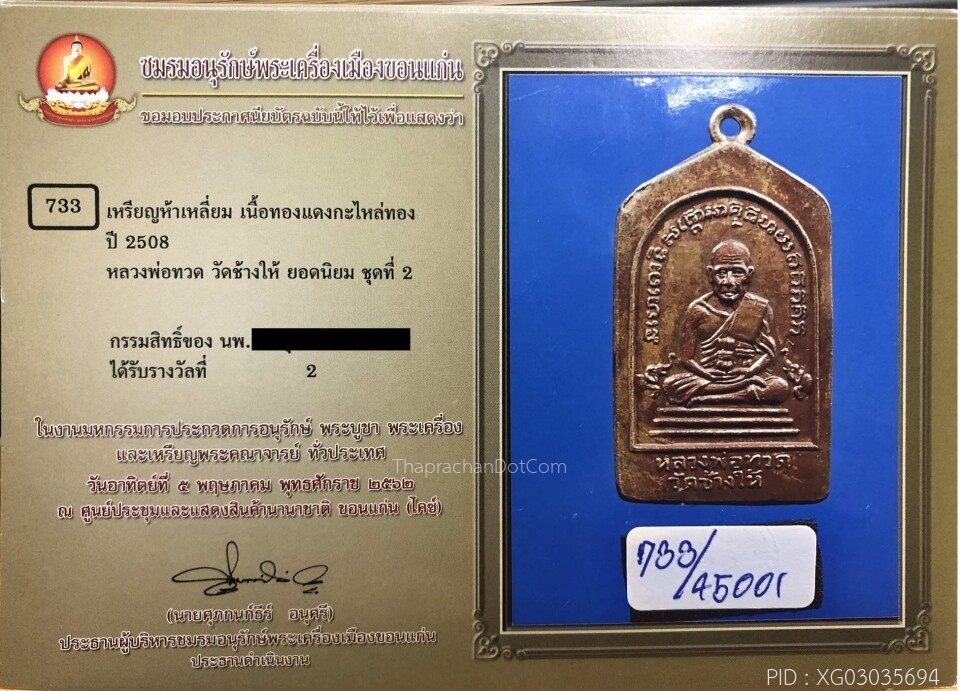 ชมรมอนุรักษ์พระเครื่องเมืองขอนแก่น
ขอมอบประกาศนียบัตรฉบับนี้ให้ไว้เพื่อแสดงว่า
733
เหรียญห้าเหลี่ยม เนื้อทองแดงกะไหล่ทอง
ปี 2508
หลวงพ่อทวด วัดช้างให้ ยอดนิยม ชุดที่ 2
กรรมสิทธิ์ของ นพ.
ได้รับรางวัลที่ 2
ในงานมหกรรมการประกวดการอนุรักษ์ พระบูชา พระเครื่อง
และเหรียญพระคณาจารย์ ทั่วประเทศ
วันอาทิตย์ที่ ๕ พฤษภาคม พุทธศักราช ๒๕๖๒
ณ ศูนย์ประชุมและแสดงสินค้านานาชาติ ขอนแก่น (ไคซ์)
(นายศุภกนก์ธีร์ อนุศรี)
ประธานผู้บริหารชมรมอนุรักษ์พระเครื่องเมืองขอนแก่น
ประธานดำเนินงาน
หลวงพ่อทวด
วัดช้างให้
733/
ThaprachanDotCom
PID : XG03035694